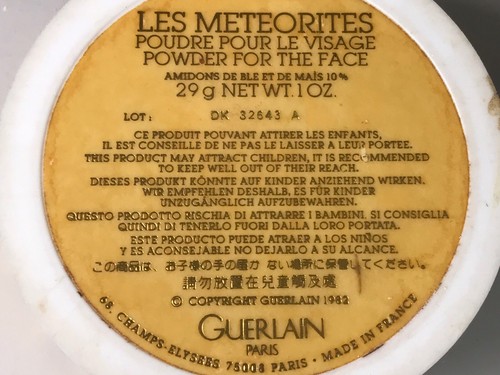 LES METEORITES
POUDRE POUR LE VISAGE
POWDER FOR THE FACE
AMIDONS DE BLE ET DE MAÏS 10%
29 g NET WT. 1 OZ.
LOT: DK 32643 A
CE PRODUIT POUVANT ATTIRER LES ENFANTS,
IL EST CONSEILLE DE NE PAS LE LAISSER A LEUR PORTEE.
THIS PRODUCT MAY ATTRACT CHILDREN, IT IS RECOMMENDED
TO KEEP WELL OUT OF THEIR REACH.
DIESES PRODUKT KÖNNTE AUF KINDER ANZIEHEND WIRKEN.
WIR EMPFEHLEN DESHALB, ES FÜR KINDER
UNZUGÄNGLICH AUFZUBEWAHREN.
QUESTO PRODOTTO RISCHIA DI ATTRARRE I BAMBINI. SI CONSIGLIA
QUINDI DI TENERLO FUORI DALLA LORO PORTATA.
ESTE PRODUCTO PUEDE ATRAER A LOS NIÑOS
Y ES ACONSEJABLE NO DEJARLO A SU ALCANCE.
この商品は、お子様の手の届か ない場所に保管してください。
請勿放置在兒童觸及處
© COPYRIGHT GUERLAIN 1982
GUERLAIN
PARIS
68, CHAMPS-ELYSEES 75008 PARIS • MADE IN FRANCE